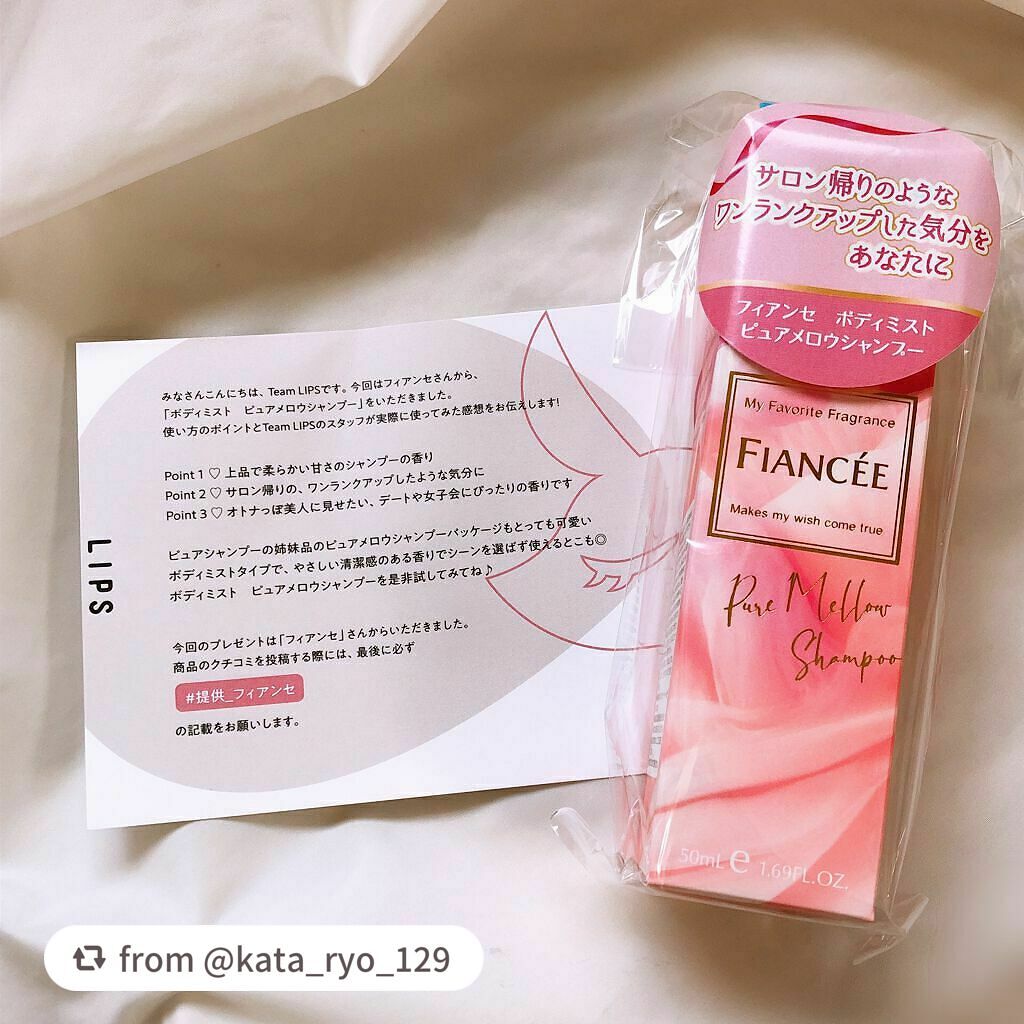 LIPS
みなさんこんにちは、Team LIPSです。今回はフィアンセさんから、
「ボディミスト ピュアメロウシャンプー」をいただきました。
使い方のポイントとTeam LIPSのスタッフが実際に使ってみた感想をお伝えします!
Point 1 ♡ 上品で柔らかい甘さのシャンプーの香り
Point 2 ♡ サロン帰りの、ワンランクアップしたような気分に
Point 3 ♡ オトナっぽ美人に見せたい、デートや女子会にぴったりの香りです
ピュアシャンプーの姉妹品のピュアメロウシャンプーパッケージもとっても可愛い
ボディミストタイプで、やさしい清潔感のある香りでシーンを選ばず使えるとこも◎
ボディミスト ピュアメロウシャンプーを是非試してみてね♪
今回のプレゼントは「フィアンセ」さんからいただきました。
商品のクチコミを投稿する際には、最後に必ず
#提供_フィアンセ
の記載をお願いします。
サロン帰りのような
ワンランクアップした気分を
あなたに
フィアンセ ボディミスト
ピュアメロウシャンプー
My Favorite Fragrance
FIANCÉE
Makes my wish come true
Pure Mellow
Shampoo
50mL e 1.69FL.OZ.
from @kata_ryo_129